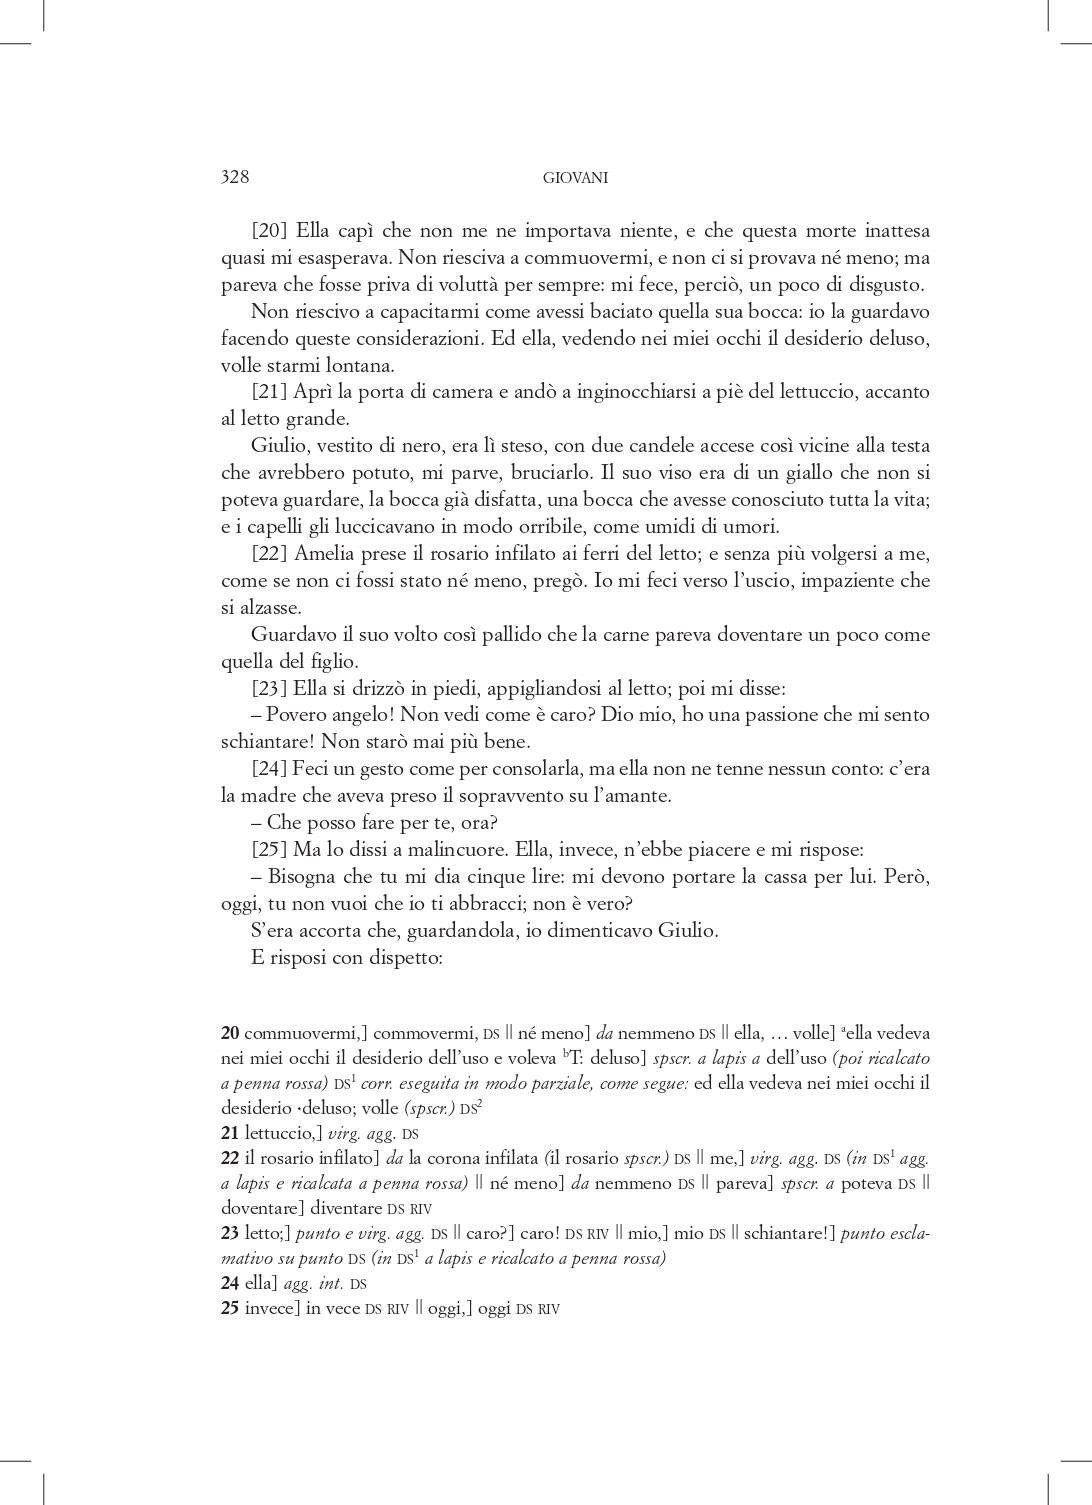 328
GIOVANI
[20] Ella capì che non me ne importava niente, e che questa morte inattesa
quasi mi esasperava. Non riesciva a commuovermi, e non ci si provava né meno; ma
pareva che fosse priva di voluttà per sempre: mi fece, perciò, un poco di disgusto.
Non riescivo a capacitarmi come avessi baciato quella sua bocca: io la guardavo
facendo queste considerazioni. Ed ella, vedendo nei miei occhi il desiderio deluso,
volle starmi lontana.
[21] Aprì la porta di camera e andò a inginocchiarsi a piè del lettuccio, accanto
al letto grande.
Giulio, vestito di nero, era lì steso, con due candele accese così vicine alla testa
che avrebbero potuto, mi parve, bruciarlo. Il suo viso era di un giallo che non si
poteva guardare, la bocca già disfatta, una bocca che avesse conosciuto tutta la vita;
e i capelli gli luccicavano in modo orribile, come umidi di umori.
[22] Amelia prese il rosario infilato ai ferri del letto; e senza più volgersi a me,
come se non ci fossi stato né meno, pregò. Io mi feci verso l’uscio, impaziente che
si alzasse.
Guardavo il suo volto così pallido che la carne pareva doventare un poco come
quella del figlio.
[23] Ella si drizzò in piedi, appigliandosi al letto; poi mi disse:
– Povero angelo! Non vedi come è caro? Dio mio, ho una passione che mi sento
schiantare! Non starò mai più bene.
[24] Feci un gesto come per consolarla, ma ella non ne tenne nessun conto: c’era
la madre che aveva preso il sopravvento su l’amante.
– Che posso fare per te, ora?
[25] Ma lo dissi a malincuore. Ella, invece, n’ebbe piacere e mi rispose:
– Bisogna che tu mi dia cinque lire: mi devono portare la cassa per lui. Però,
oggi, tu non vuoi che io ti abbracci; non è vero?
S’era accorta che, guardandola, io dimenticavo Giulio.
E risposi con dispetto:
20 commuovermi,] commovermi, DS || né meno] da nemmeno DS || ella, … volle] ᵃella vedeva
nei miei occhi il desiderio dell’uso e voleva ᵇT: deluso] spscr. a lapis a dell’uso (poi ricalcato
a penna rossa) DS¹ corr. eseguita in modo parziale, come segue: ed ella vedeva nei miei occhi il
desiderio ·deluso; volle (spscr.) DS²
21 lettuccio,] virg. agg. DS
22 il rosario infilato] da la corona infilata (il rosario spscr.) DS || me,] virg. agg. DS (in DS¹ agg.
a lapis e ricalcata a penna rossa) || né meno] da nemmeno DS || pareva] spscr. a poteva DS ||
doventare] diventare DS RIV
23 letto;] punto e virg. agg. DS || caro?] caro! DS RIV || mio,] mio DS || schiantare!] punto escla-
mativo su punto DS (in DS¹ a lapis e ricalcato a penna rossa)
24 ella] agg. int. DS
25 invece] in vece DS RIV || oggi,] oggi DS RIV